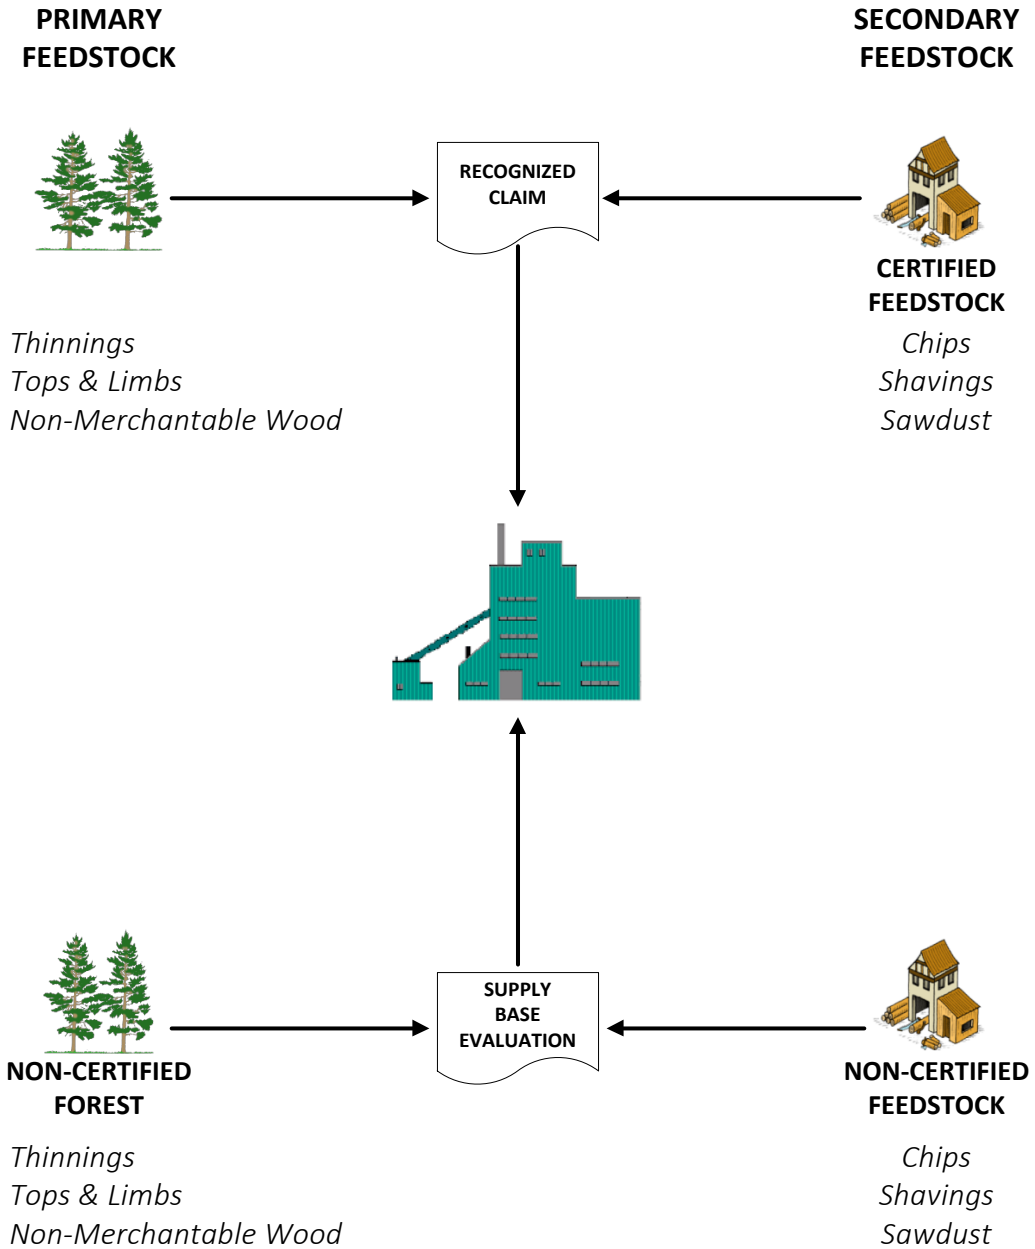 PRIMARY
FEEDSTOCK
SECONDARY
FEEDSTOCK
RECOGNIZED
CLAIM
CERTIFIED
FEEDSTOCK
Thinnings
Tops & Limbs
Non-Merchantable Wood
Chips
Shavings
Sawdust
SUPPLY
BASE
EVALUATION
NON-CERTIFIED
FOREST
NON-CERTIFIED
FEEDSTOCK
Thinnings
Tops & Limbs
Non-Merchantable Wood
Chips
Shavings
Sawdust